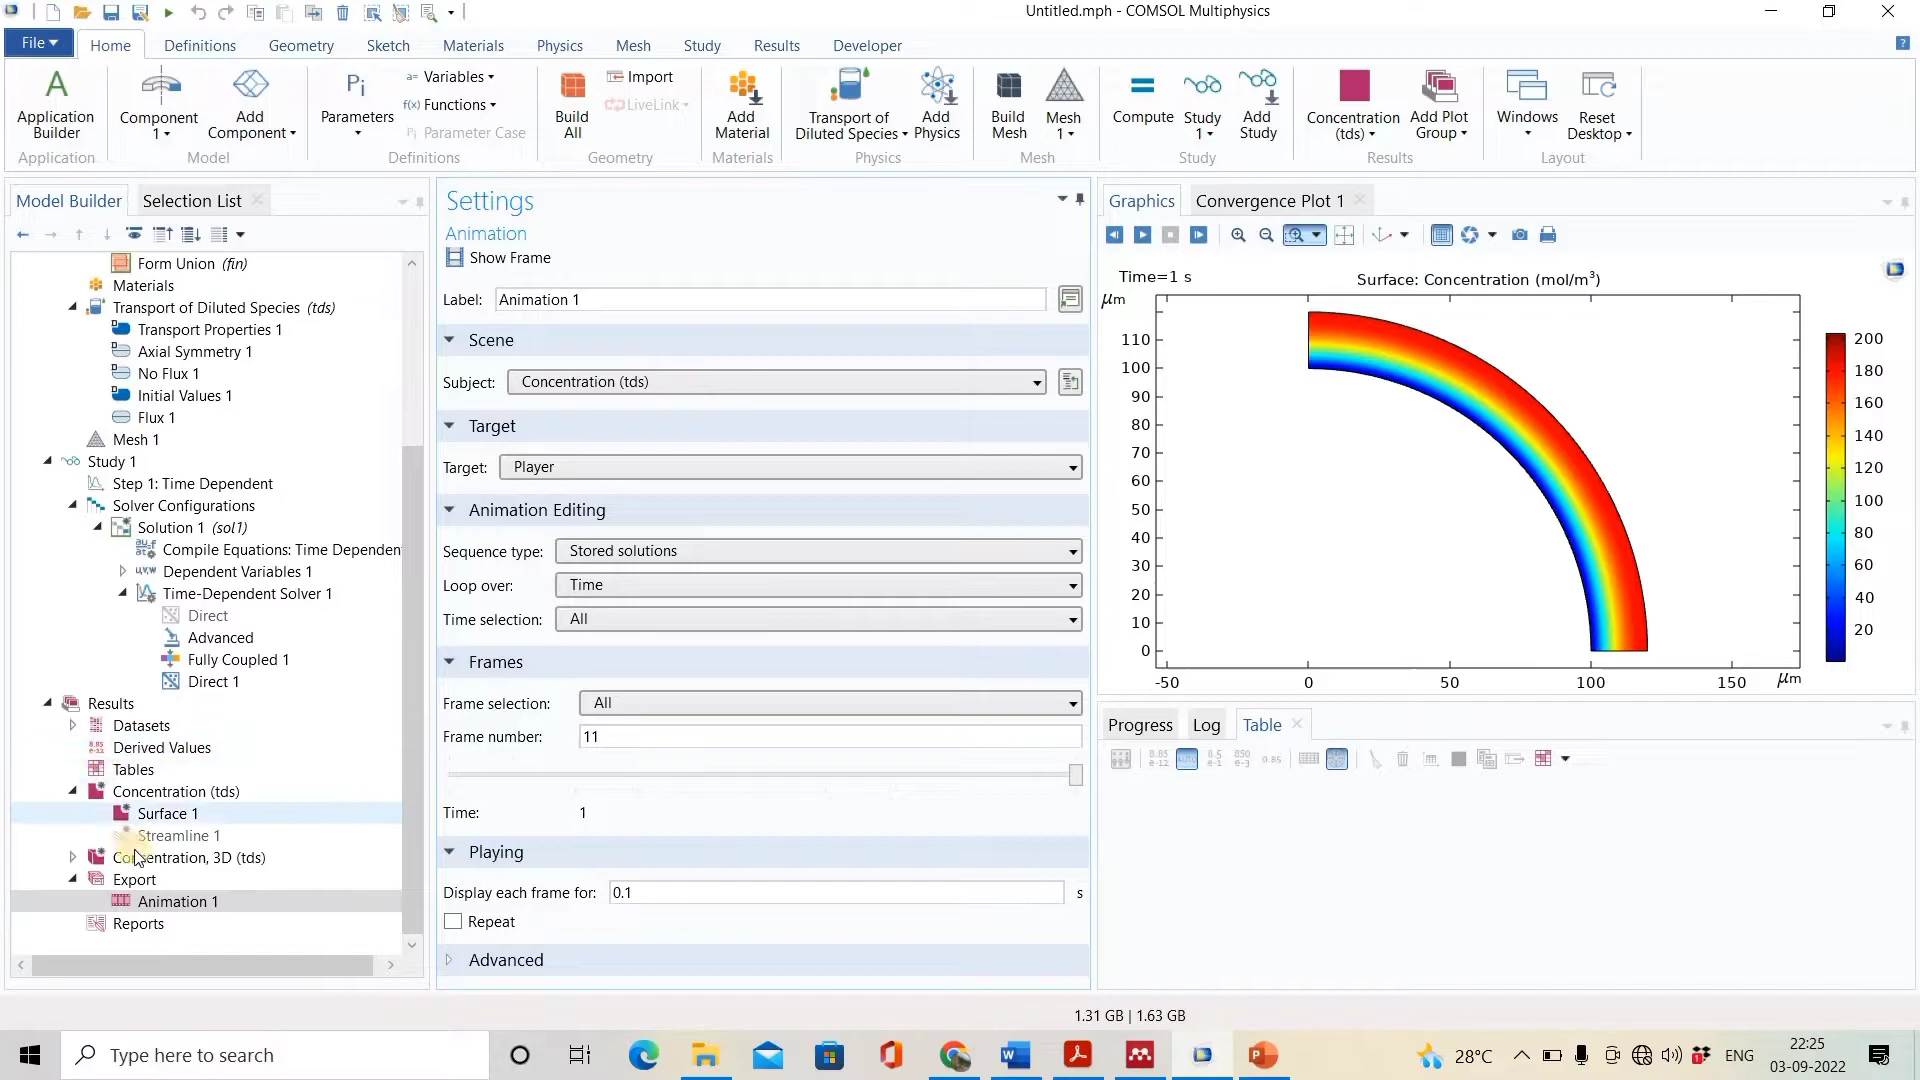 Untitled.mph - COMSOL Multiphysics
File Home Definitions Geometry Sketch Materials Physics Mesh Study Results Developer
Application Builder
Component 1
Add Component
Parameters
a= Variables
f(x) Functions
Pi Parameter Case
Build All
Import
LiveLink
Add Material
Transport of Diluted Species
Add Physics
Build Mesh
Mesh 1
Compute
Study 1
Add Study
Concentration (tds)
Add Plot Group
Windows
Reset Desktop
Application Model Definitions Geometry Materials Physics Mesh Study Results Layout
Model Builder Selection List
Form Union (fin)
Materials
Transport of Diluted Species (tds)
Transport Properties 1
Axial Symmetry 1
No Flux 1
Initial Values 1
Flux 1
Mesh 1
Study 1
Step 1: Time Dependent
Solver Configurations
Solution 1 (sol1)
Compile Equations: Time Dependen
Dependent Variables 1
Time-Dependent Solver 1
Direct
Advanced
Fully Coupled 1
Direct 1
Results
Datasets
Derived Values
Tables
Concentration (tds)
Surface 1
Streamline 1
Concentration, 3D (tds)
Export
Animation 1
Reports
Settings
Animation
Show Frame
Label: Animation 1
Scene
Subject: Concentration (tds)
Target
Target: Player
Animation Editing
Sequence type: Stored solutions
Loop over: Time
Time selection: All
Frames
Frame selection: All
Frame number: 11
Time: 1
Playing
Display each frame for: 0.1 s
Repeat
Advanced
Graphics Convergence Plot 1
Time=1 s Surface: Concentration (mol/m³)
μm
110
100
90
80
70
60
50
40
30
20
10
0
-50 0 50 100 150 μm
200
180
160
140
120
100
80
60
40
20
Progress Log Table
1.31 GB | 1.63 GB
Type here to search
28°C
ENG
22:25
03-09-2022